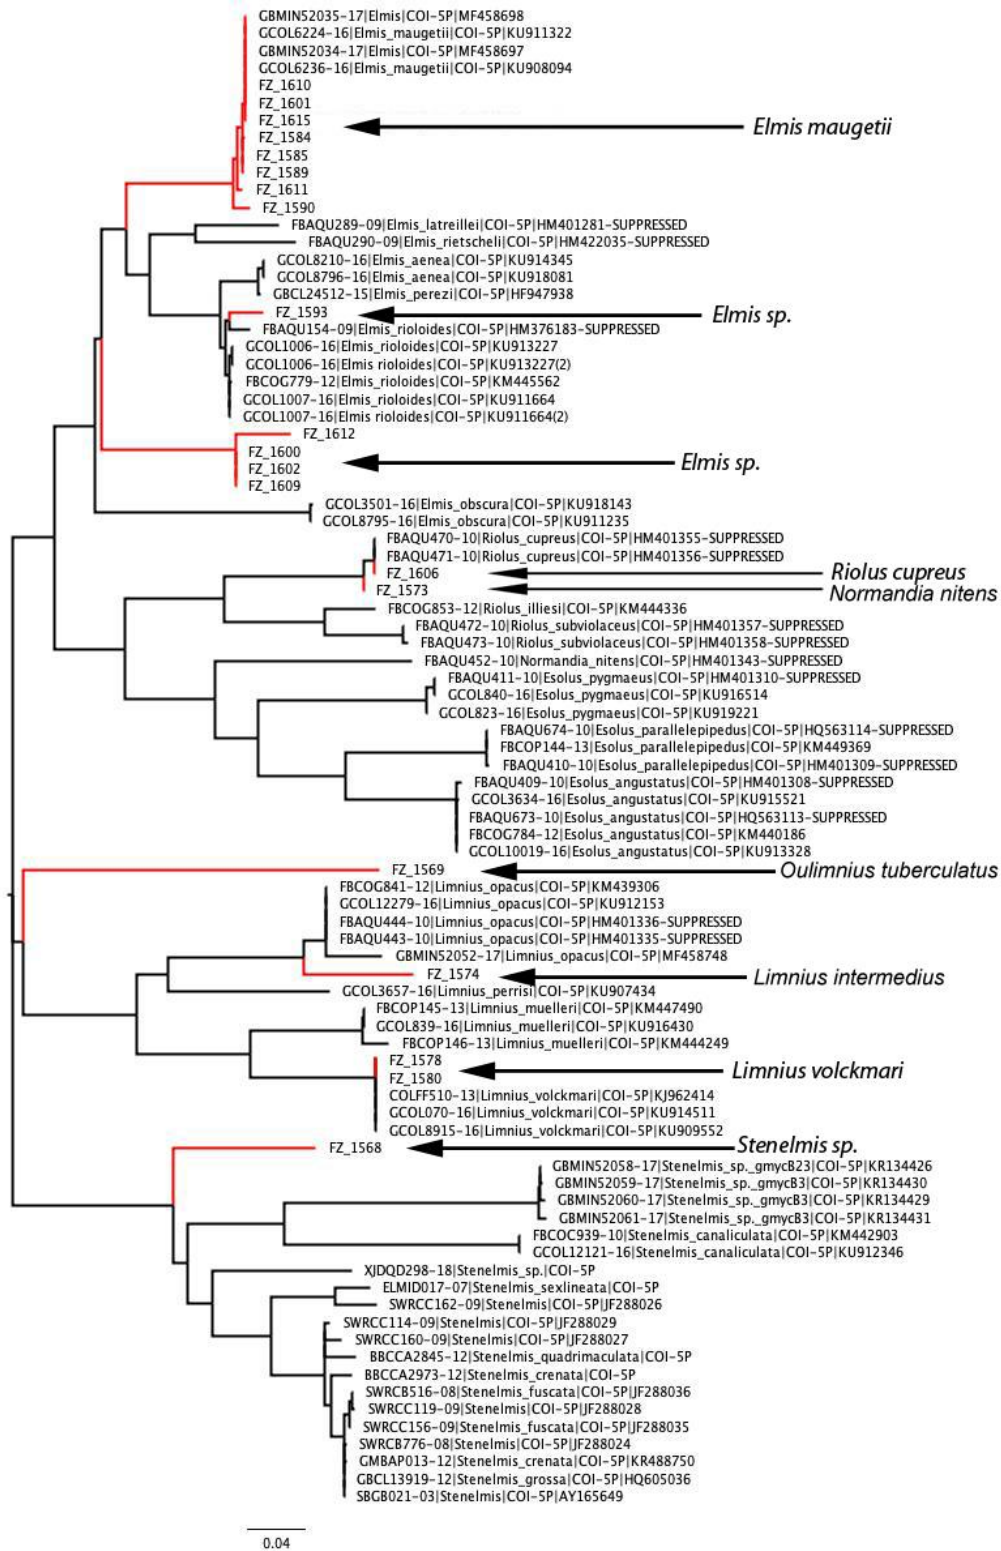 GBMIN52035-17|Elmis|COI-5P|MF458698
GCOL6224-16|Elmis_maugetii|COI-5P|KU911322
GBMIN52034-17|Elmis|COI-5P|MF458697
GCOL6236-16|Elmis_maugetii|COI-5P|KU908094
FZ_1610
FZ_1601
FZ_1615
Elmis maugetii
FZ_1584
FZ_1585
FZ_1589
FZ_1611
FZ_1590
FBAQU289-09|Elmis_latreillei|COI-5P|HM401281-SUPPRESSED
FBAQU290-09|Elmis_rietscheli|COI-5P|HM422035-SUPPRESSED
GCOL8210-16|Elmis_aenea|COI-5P|KU914345
GCOL8796-16|Elmis_aenea|COI-5P|KU918081
GBCL24512-15|Elmis_perezi|COI-5P|HF947938
FZ_1593
Elmis sp.
FBAQU154-09|Elmis_rioloides|COI-5P|HM376183-SUPPRESSED
GCOL1006-16|Elmis_rioloides|COI-5P|KU913227
GCOL1006-16|Elmis rioloides|COI-5P|KU913227(2)
FBCOG779-12|Elmis_rioloides|COI-5P|KM445562
GCOL1007-16|Elmis_rioloides|COI-5P|KU911664
GCOL1007-16|Elmis rioloides|COI-5P|KU911664(2)
FZ_1612
FZ_1600
Elmis sp.
FZ_1602
FZ_1609
GCOL3501-16|Elmis_obscura|COI-5P|KU918143
GCOL8795-16|Elmis_obscura|COI-5P|KU911235
FBAQU470-10|Riolus_cupreus|COI-5P|HM401355-SUPPRESSED
FBAQU471-10|Riolus_cupreus|COI-5P|HM401356-SUPPRESSED
FZ_1606
Riolus cupreus
FZ_1573
Normandia nitens
FBCOG853-12|Riolus_illiesi|COI-5P|KM444336
FBAQU472-10|Riolus_subviolaceus|COI-5P|HM401357-SUPPRESSED
FBAQU473-10|Riolus_subviolaceus|COI-5P|HM401358-SUPPRESSED
FBAQU452-10|Normandia_nitens|COI-5P|HM401343-SUPPRESSED
FBAQU411-10|Esolus_pygmaeus|COI-5P|HM401310-SUPPRESSED
GCOL840-16|Esolus_pygmaeus|COI-5P|KU916514
GCOL823-16|Esolus_pygmaeus|COI-5P|KU919221
FBAQU674-10|Esolus_parallelepipedus|COI-5P|HQ563114-SUPPRESSED
FBCOP144-13|Esolus_parallelepipedus|COI-5P|KM449369
FBAQU410-10|Esolus_parallelepipedus|COI-5P|HM401309-SUPPRESSED
FBAQU409-10|Esolus_angustatus|COI-5P|HM401308-SUPPRESSED
GCOL3634-16|Esolus_angustatus|COI-5P|KU915521
FBAQU673-10|Esolus_angustatus|COI-5P|HQ563113-SUPPRESSED
FBCOG784-12|Esolus_angustatus|COI-5P|KM440186
GCOL10019-16|Esolus_angustatus|COI-5P|KU913328
FZ_1569
Oulimnius tuberculatus
FBCOG841-12|Limnius_opacus|COI-5P|KM439306
GCOL12279-16|Limnius_opacus|COI-5P|KU912153
FBAQU444-10|Limnius_opacus|COI-5P|HM401336-SUPPRESSED
FBAQU443-10|Limnius_opacus|COI-5P|HM401335-SUPPRESSED
GBMIN52052-17|Limnius_opacus|COI-5P|MF458748
FZ_1574
Limnius intermedius
GCOL3657-16|Limnius_perrisi|COI-5P|KU907434
FBCOP145-13|Limnius_muelleri|COI-5P|KM447490
GCOL839-16|Limnius_muelleri|COI-5P|KU916430
FBCOP146-13|Limnius_muelleri|COI-5P|KM444249
FZ_1578
Limnius volckmari
FZ_1580
COLFF510-13|Limnius_volckmari|COI-5P|KJ962414
GCOL070-16|Limnius_volckmari|COI-5P|KU914511
GCOL8915-16|Limnius_volckmari|COI-5P|KU909552
FZ_1568
Stenelmis sp.
GBMIN52058-17|Stenelmis_sp._gmycB23|COI-5P|KR134426
GBMIN52059-17|Stenelmis_sp._gmycB3|COI-5P|KR134430
GBMIN52060-17|Stenelmis_sp._gmycB3|COI-5P|KR134429
GBMIN52061-17|Stenelmis_sp._gmycB3|COI-5P|KR134431
FBCOC939-10|Stenelmis_canaliculata|COI-5P|KM442903
GCOL12121-16|Stenelmis_canaliculata|COI-5P|KU912346
XJDQD298-18|Stenelmis_sp.|COI-5P
ELMID017-07|Stenelmis_sexlineata|COI-5P
SWRCC162-09|Stenelmis|COI-5P|JF288026
SWRCC114-09|Stenelmis|COI-5P|JF288029
SWRCC160-09|Stenelmis|COI-5P|JF288027
BBCCA2845-12|Stenelmis_quadrimaculata|COI-5P
BBCCA2973-12|Stenelmis_crenata|COI-5P
SWRCB516-08|Stenelmis_fuscata|COI-5P|JF288036
SWRCC119-09|Stenelmis|COI-5P|JF288028
SWRCC156-09|Stenelmis_fuscata|COI-5P|JF288035
SWRCB776-08|Stenelmis|COI-5P|JF288024
GMBAP013-12|Stenelmis_crenata|COI-5P|KR488750
GBCL13919-12|Stenelmis_grossa|COI-5P|HQ605036
SBGB021-03|Stenelmis|COI-5P|AY165649
0.04